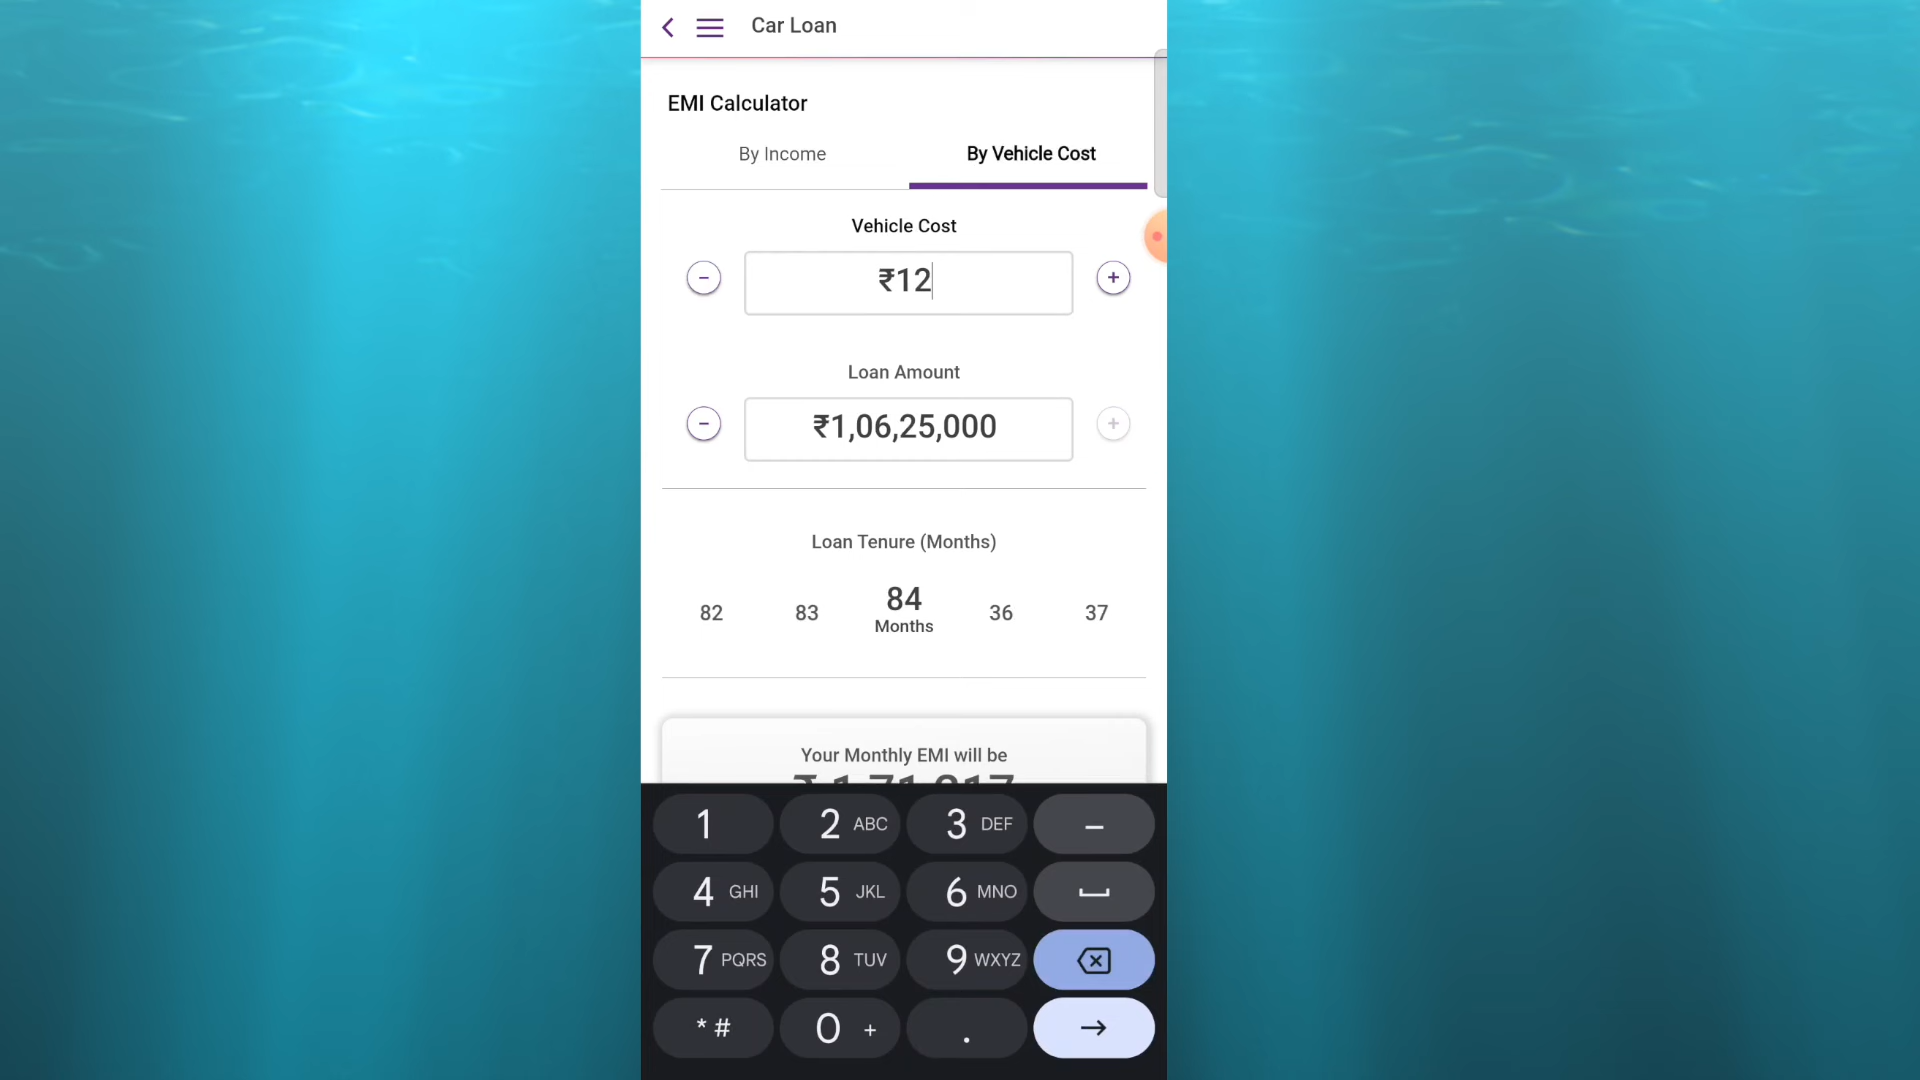 Car Loan
EMI Calculator
By Income
By Vehicle Cost
Vehicle Cost
−
₹12
+
Loan Amount
−
₹1,06,25,000
+
Loan Tenure (Months)
82
83
84
36
37
Months
Your Monthly EMI will be
1
2 ABC
3 DEF
–
4 GHI
5 JKL
6 MNO
7 PQRS
8 TUV
9 WXYZ
* #
0 +
.